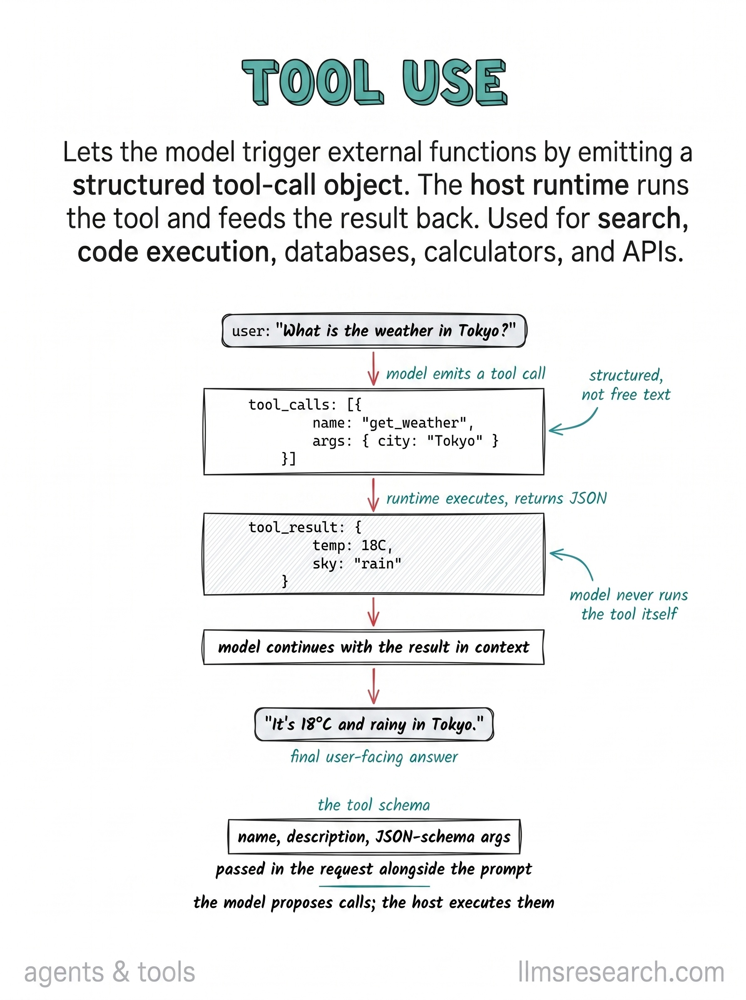 TOOL USE
Lets the model trigger external functions by emitting a
structured tool-call object. The host runtime runs
the tool and feeds the result back. Used for search,
code execution, databases, calculators, and APIs.
user: "What is the weather in Tokyo?"
model emits a tool call
structured,
not free text
tool_calls: [{
name: "get_weather",
args: { city: "Tokyo" }
}]
runtime executes, returns JSON
tool_result: {
temp: 18C,
sky: "rain"
}
model never runs
the tool itself
model continues with the result in context
"It's 18°C and rainy in Tokyo."
final user-facing answer
the tool schema
name, description, JSON-schema args
passed in the request alongside the prompt
the model proposes calls; the host executes them
agents & tools
llmsresearch.com